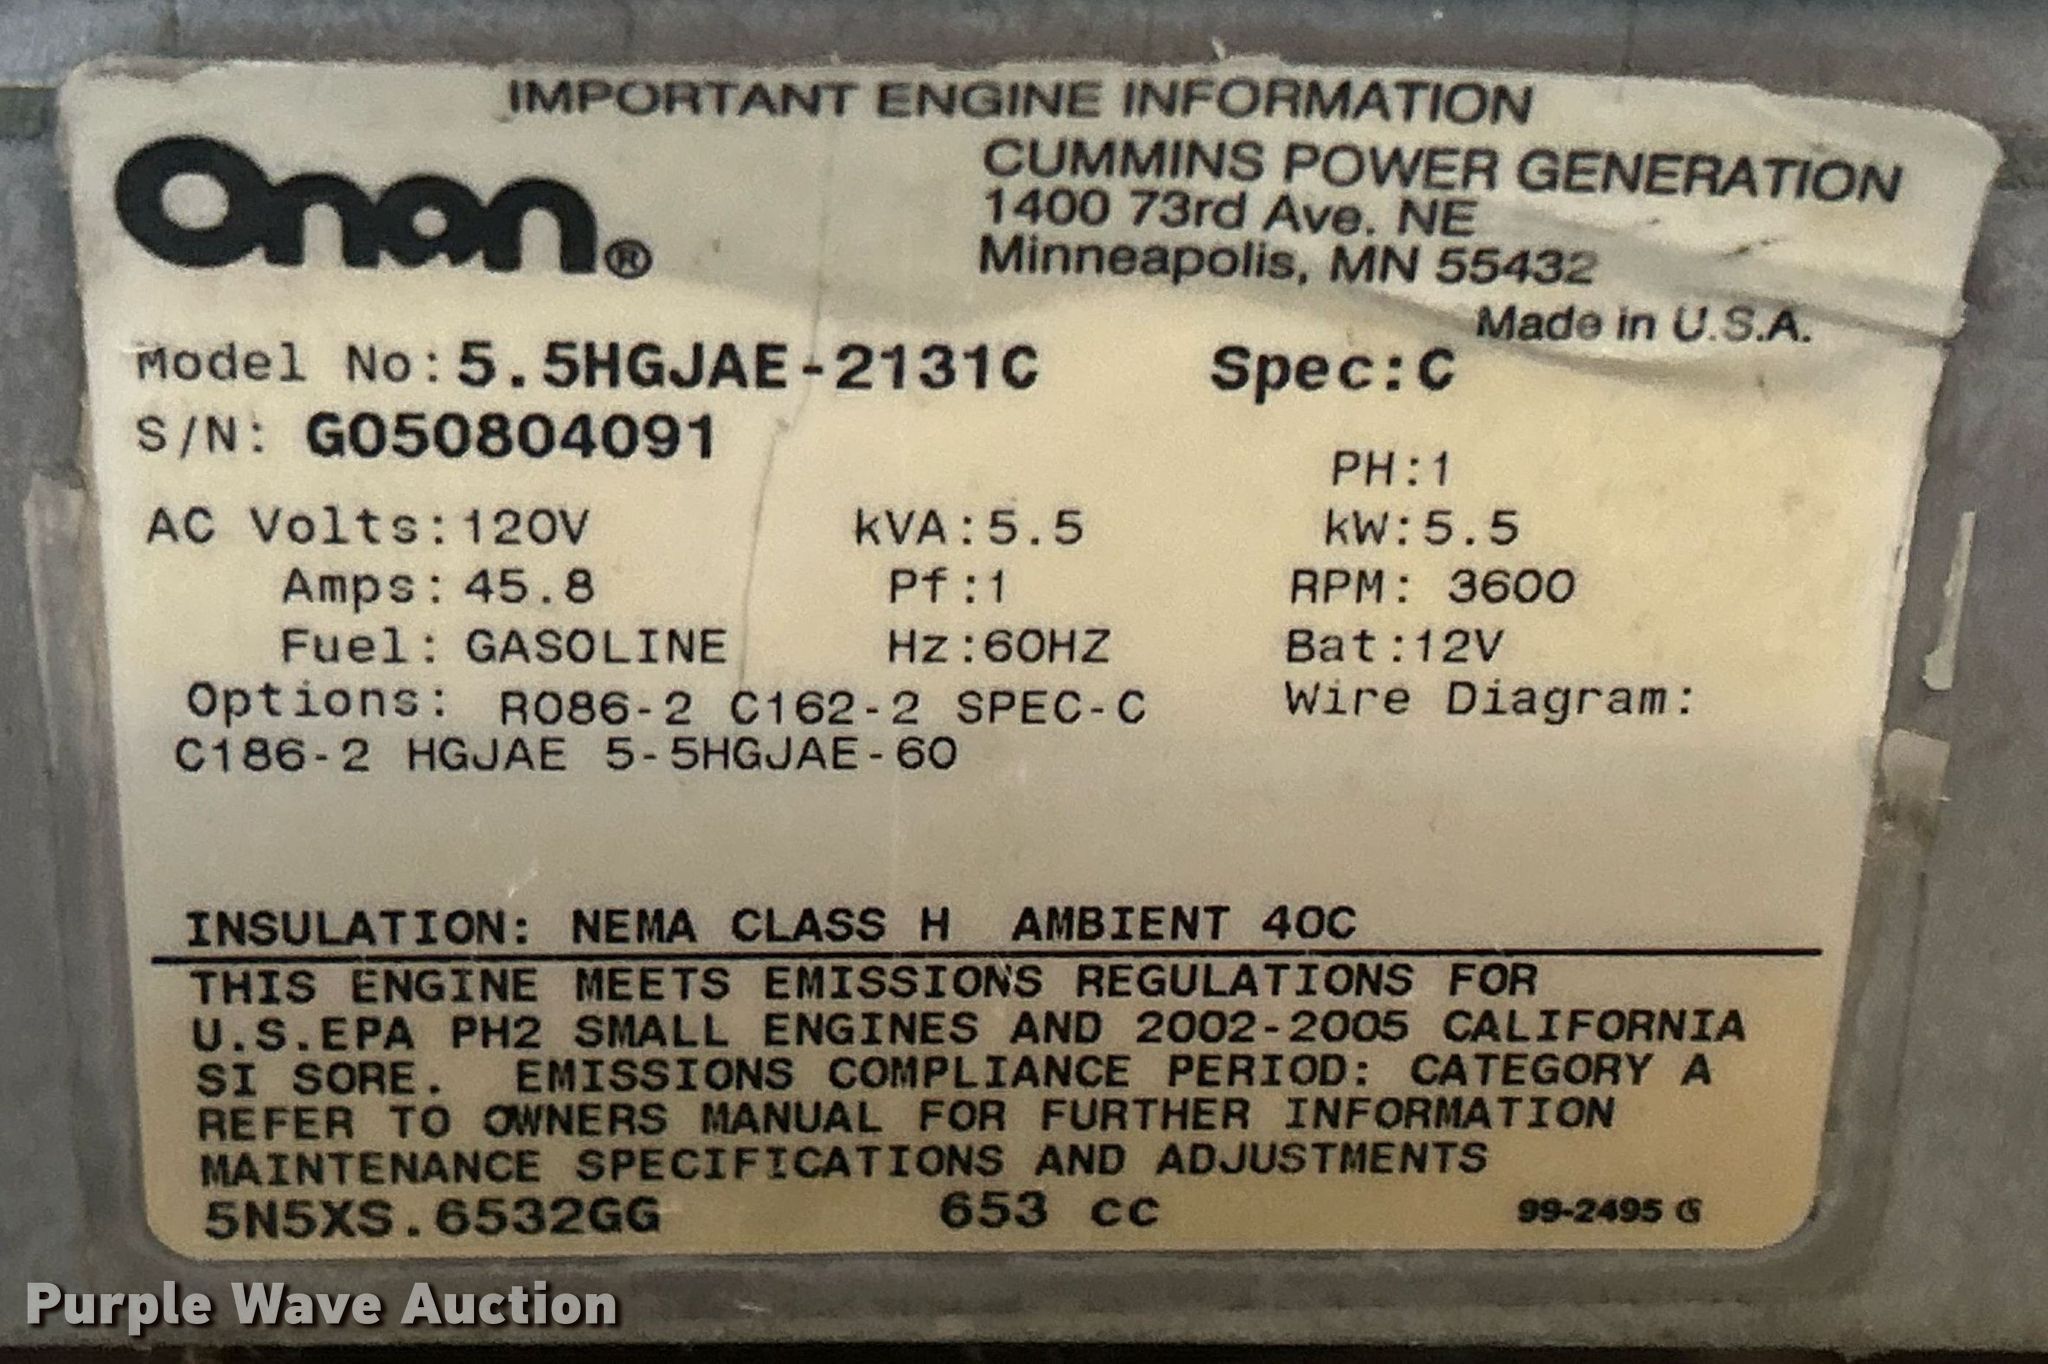 IMPORTANT ENGINE INFORMATION
Onan®
CUMMINS POWER GENERATION
1400 73rd Ave. NE
Minneapolis, MN 55432
Made in U.S.A.
Model No: 5.5HGJAE-2131C Spec:C
S/N: G050804091
PH:1
AC Volts:120V kVA:5.5 kW:5.5
Amps:45.8 Pf:1 RPM: 3600
Fuel: GASOLINE Hz:60HZ Bat:12V
Options: R086-2 C162-2 SPEC-C Wire Diagram:
C186-2 HGJAE 5-5HGJAE-60
INSULATION: NEMA CLASS H AMBIENT 40C
THIS ENGINE MEETS EMISSIONS REGULATIONS FOR
U.S.EPA PH2 SMALL ENGINES AND 2002-2005 CALIFORNIA
SI SORE. EMISSIONS COMPLIANCE PERIOD: CATEGORY A
REFER TO OWNERS MANUAL FOR FURTHER INFORMATION
MAINTENANCE SPECIFICATIONS AND ADJUSTMENTS
5N5XS.6532GG 653 cc 99-2495 G
Purple Wave Auction